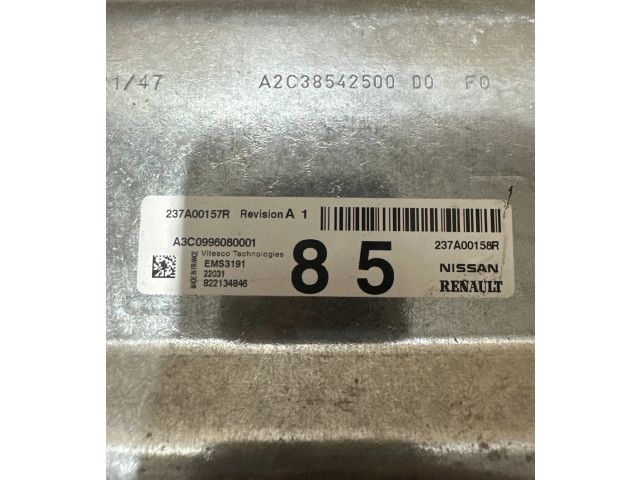 1/47 A2C38542500 D0 F0
237A00157R Revision A 1
A3C0996080001
237A00158R
Vitesco Technologies
MADE IN FRANCE
EMS3191
22031
822134846
85
NISSAN
RENAULT